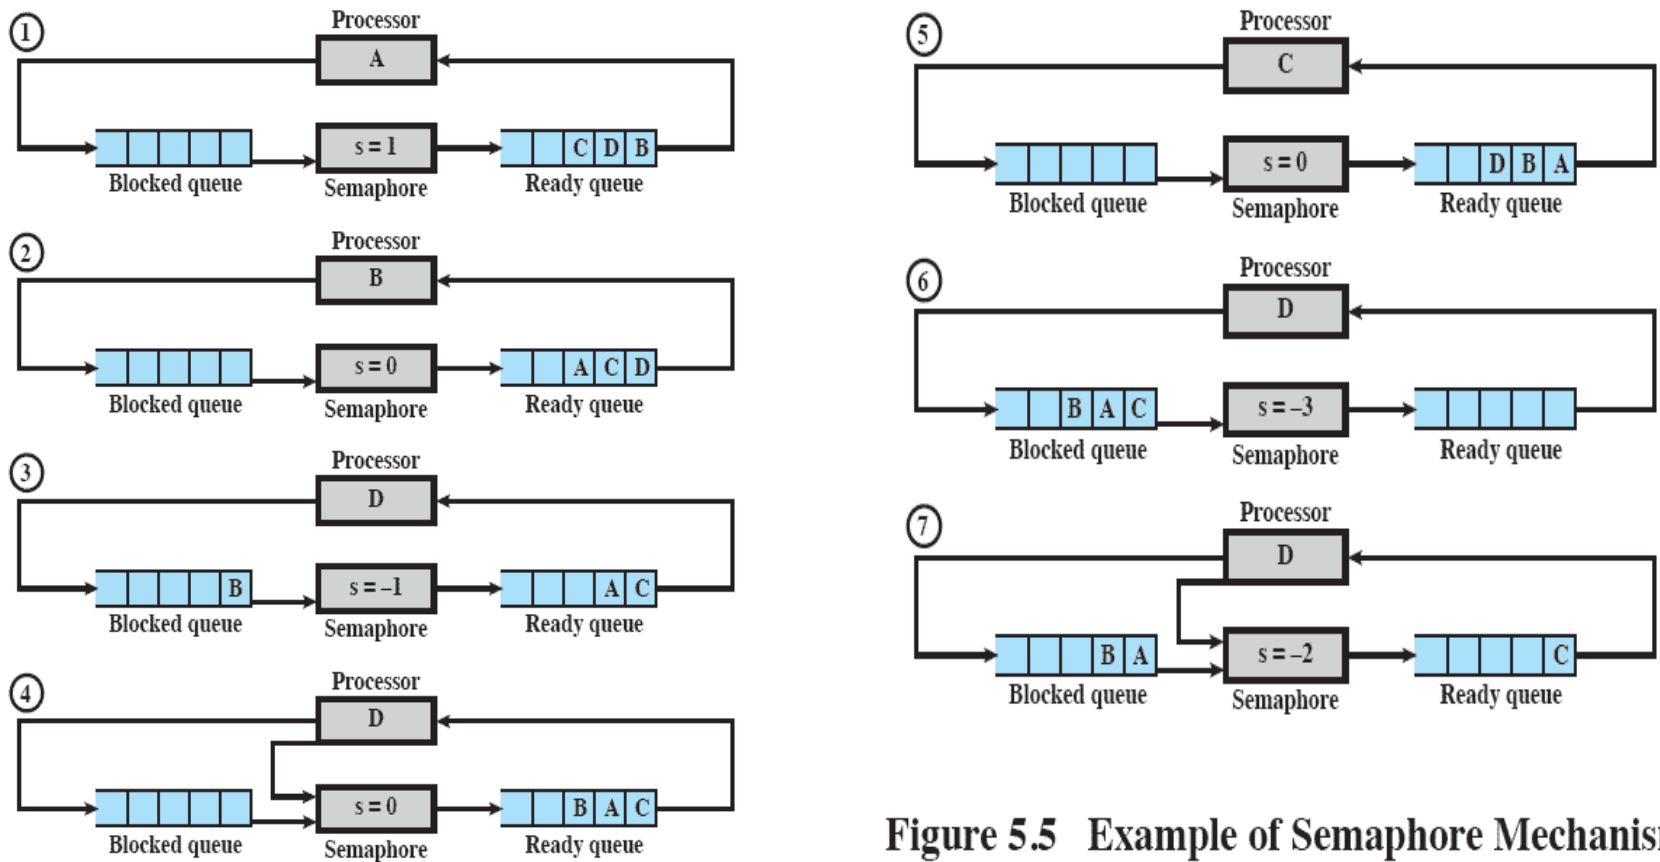 1
Processor
A
s = 1
C D B
Blocked queue
Semaphore
Ready queue
2
Processor
B
s = 0
A C D
Blocked queue
Semaphore
Ready queue
3
Processor
D
B
s = –1
A C
Blocked queue
Semaphore
Ready queue
4
Processor
D
s = 0
B A C
Blocked queue
Semaphore
Ready queue
5
Processor
C
s = 0
D B A
Blocked queue
Semaphore
Ready queue
6
Processor
D
B A C
s = –3
Blocked queue
Semaphore
Ready queue
7
Processor
D
B A
s = –2
C
Blocked queue
Semaphore
Ready queue
Figure 5.5 Example of Semaphore Mechanis